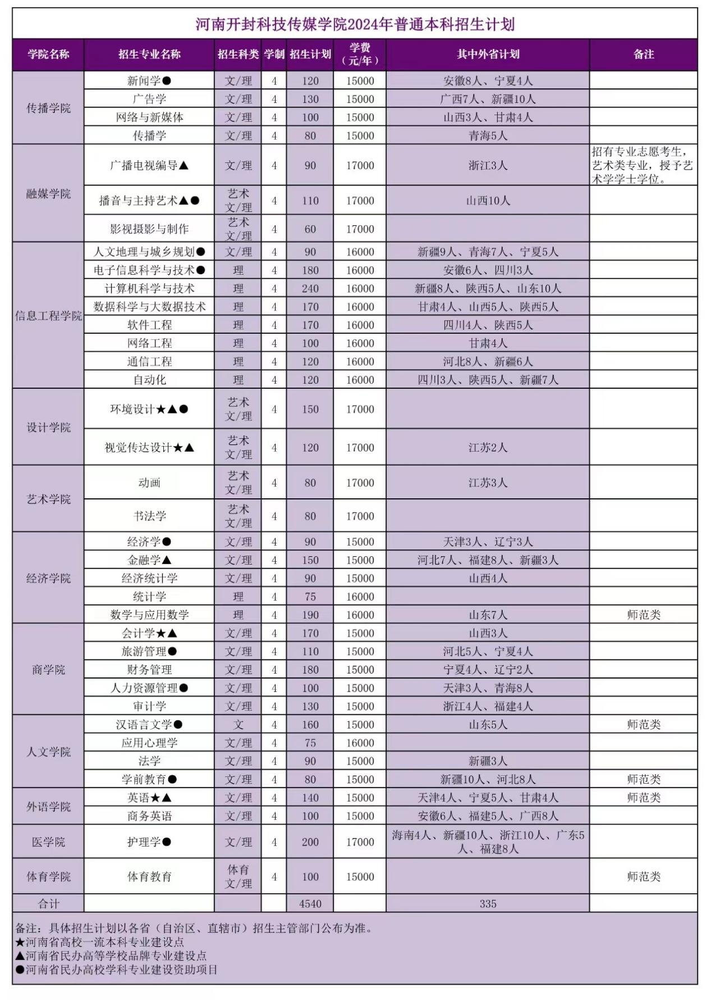 河南开封科技传媒学院2024年普通本科招生计划
学院名称 招生专业名称 招生科类 学制 招生计划 学费（元/年） 其中外省计划 备注
传播学院
新闻学● 文/理 4 120 15000 安徽8人、宁夏4人
广告学 文/理 4 130 15000 广西7人、新疆10人
网络与新媒体 文/理 4 100 15000 山西3人、甘肃4人
传播学 文/理 4 80 15000 青海5人
融媒学院
广播电视编导▲ 文/理 4 90 17000 浙江3人
招有专业志愿考生，
艺术类专业，授予艺
术学学士学位。
播音与主持艺术▲● 艺术 文/理 4 110 17000 山西10人
影视摄影与制作 艺术 文/理 4 60 17000
信息工程学院
人文地理与城乡规划● 文/理 4 90 16000 新疆9人、青海7人、宁夏5人
电子信息科学与技术● 理 4 180 16000 安徽6人、四川3人
计算机科学与技术 理 4 240 16000 新疆8人、陕西5人、山东10人
数据科学与大数据技术 理 4 170 16000 甘肃4人、山西5人、陕西5人
软件工程 理 4 170 16000 四川4人、陕西5人
网络工程 理 4 100 16000 甘肃4人
通信工程 理 4 120 16000 河北8人、新疆6人
自动化 理 4 120 16000 四川3人、陕西5人、新疆7人
设计学院
环境设计★▲● 艺术 文/理 4 150 17000
视觉传达设计★▲ 艺术 文/理 4 120 17000 江苏2人
艺术学院
动画 艺术 文/理 4 80 17000 江苏3人
书法学 艺术 文/理 4 80 17000
经济学院
经济学● 文/理 4 90 15000 天津3人、辽宁3人
金融学▲ 文/理 4 150 15000 河北7人、福建8人、新疆3人
经济统计学 文/理 4 90 15000 山西4人
统计学 理 4 75 16000
数学与应用数学 理 4 190 16000 山东7人 师范类
商学院
会计学★▲ 文/理 4 170 15000 山西3人
旅游管理● 文/理 4 110 15000 河北5人、宁夏4人
财务管理 文/理 4 180 15000 宁夏4人、辽宁2人
人力资源管理● 文/理 4 100 15000 天津3人、青海8人
审计学 文/理 4 130 15000 浙江4人、福建4人
人文学院
汉语言文学● 文 4 160 15000 山东5人 师范类
应用心理学 文/理 4 75 16000
法学 文/理 4 90 15000 新疆3人
学前教育● 文/理 4 80 15000 新疆10人、河北8人 师范类
外语学院
英语★▲ 文/理 4 140 15000 天津4人、宁夏5人、甘肃4人 师范类
商务英语 文/理 4 100 15000 安徽6人、福建5人、广西8人
医学院
护理学● 文/理 4 200 17000 海南4人、新疆10人、浙江10人、广东5
人、福建8人
体育学院
体育教育 体育 文/理 4 100 15000 师范类
合计 4540 335
备注：具体招生计划以各省（自治区、直辖市）招生主管部门公布为准。
★河南省高校一流本科专业建设点
▲河南省民办高等学校品牌专业建设点
●河南省民办高校学科专业建设资助项目